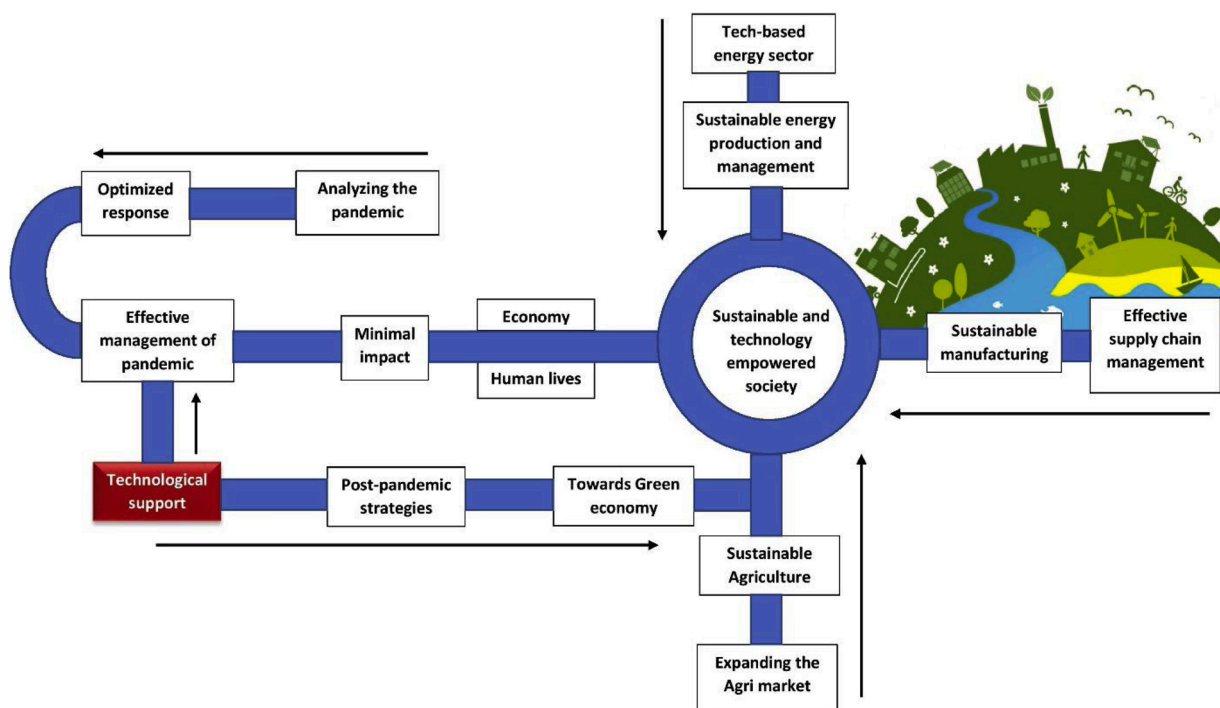 Tech-based
energy sector
Sustainable energy
production and
management
Optimized
response
Analyzing the
pandemic
Effective
management of
pandemic
Minimal
impact
Economy
Human lives
Sustainable and
technology
empowered
society
Sustainable
manufacturing
Effective
supply chain
management
Technological
support
Post-pandemic
strategies
Towards Green
economy
Sustainable
Agriculture
Expanding the
Agri market